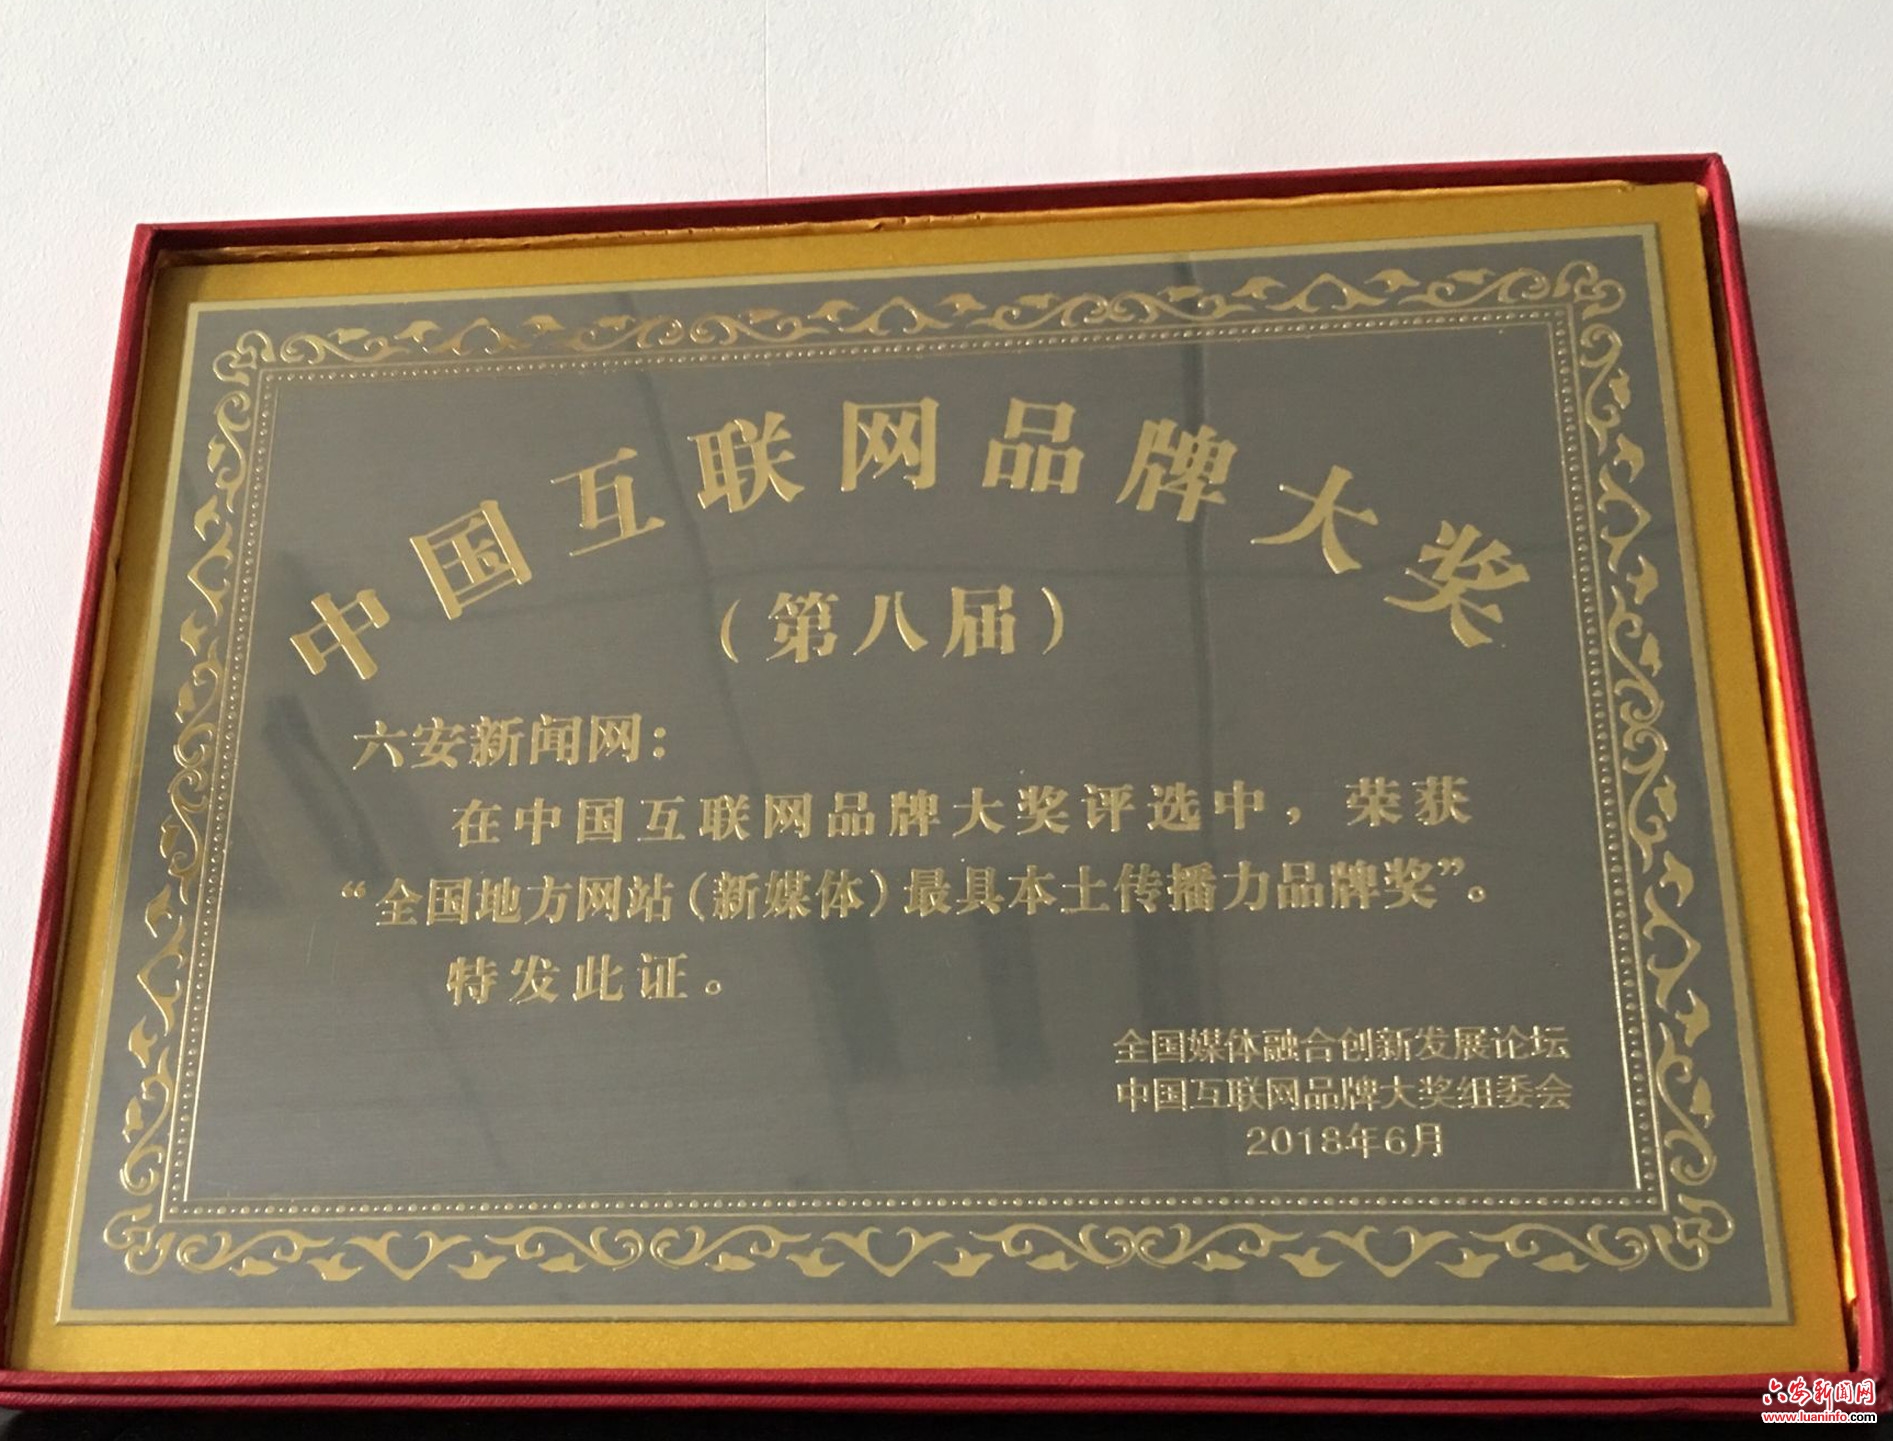 中国互联网品牌大奖
（第八届）
六安新闻网：
在中国互联网品牌大奖评选中，荣获
“全国地方网站（新媒体）最具本土传播力品牌奖”。
特发此证。
全国媒体融合创新发展论坛
中国互联网品牌大奖组委会
2018年6月
六安新闻网
www.luaninfo.com